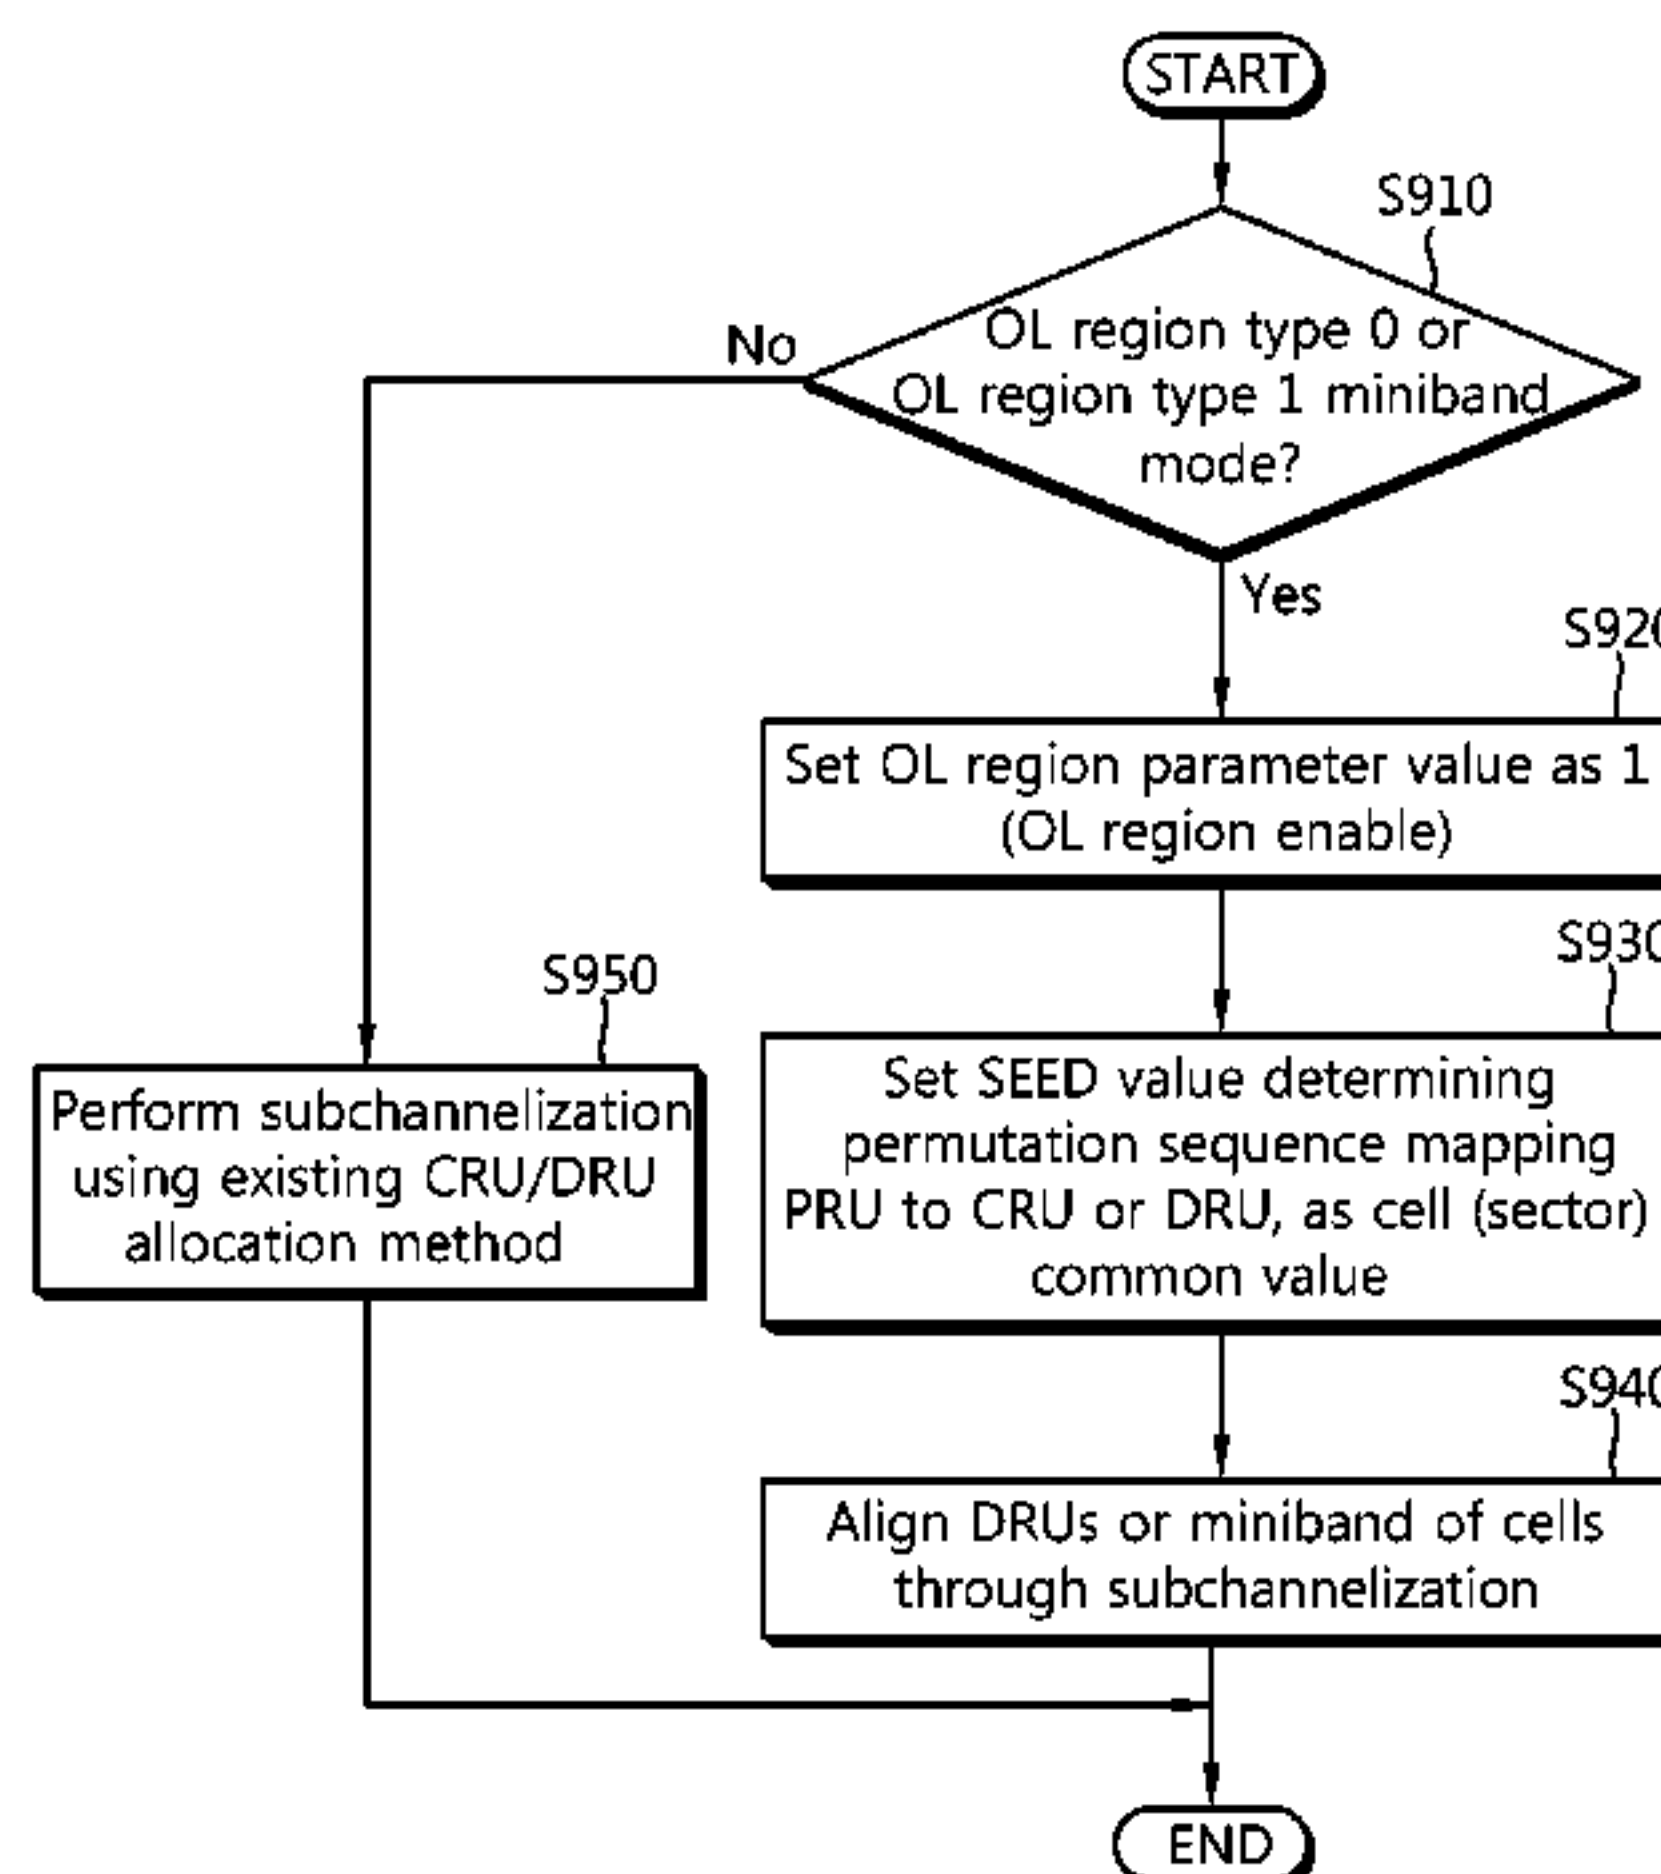 START
S910
OL region type 0 or
OL region type 1 miniband
mode?
No
Yes
S920
Set OL region parameter value as 1
(OL region enable)
S930
Set SEED value determining
permutation sequence mapping
PRU to CRU or DRU, as cell (sector)
common value
S950
Perform subchannelization
using existing CRU/DRU
allocation method
S940
Align DRUs or miniband of cells
through subchannelization
END